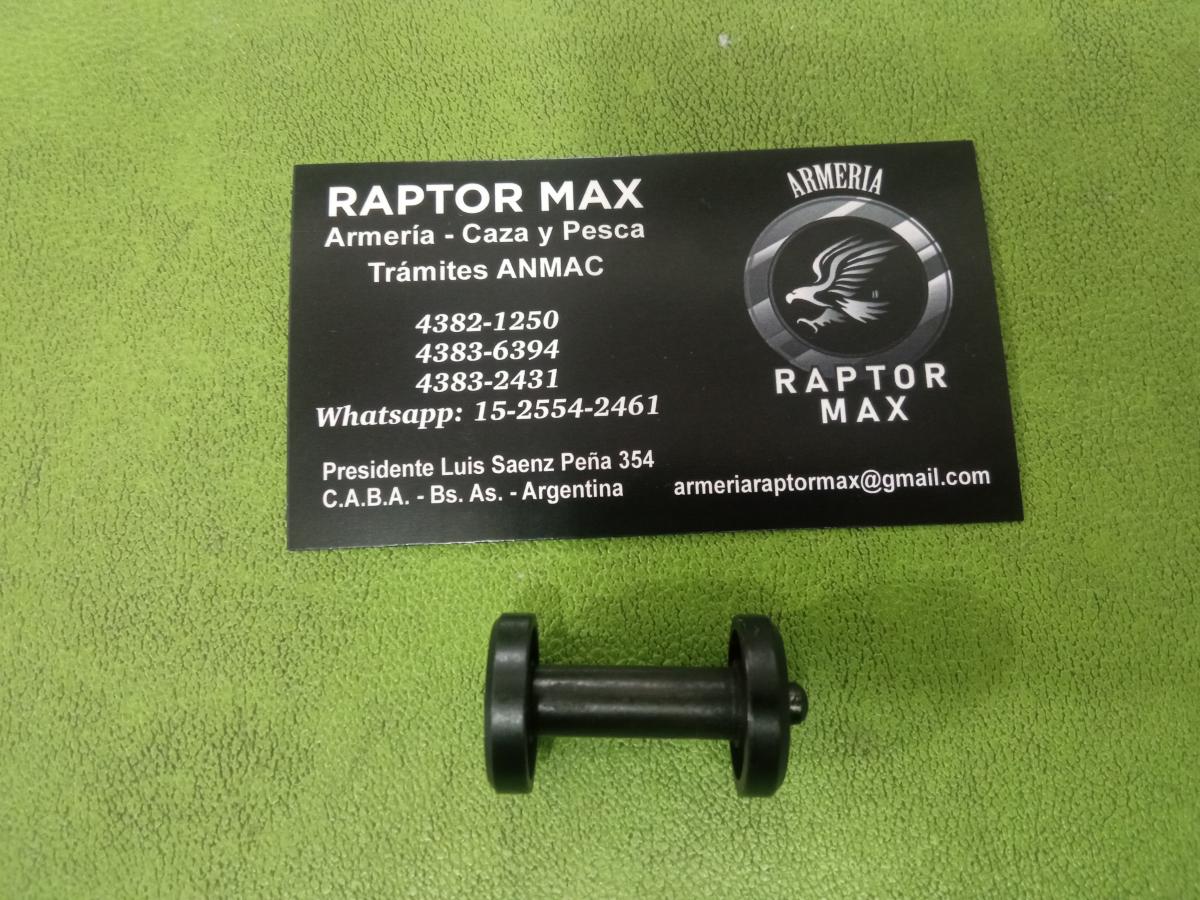 RAPTOR MAX
Armería - Caza y Pesca
Trámites ANMAC
4382-1250
4383-6394
4383-2431
Whatsapp: 15-2554-2461
Presidente Luis Saenz Peña 354
C.A.B.A. - Bs. As. - Argentina
ARMERIA
RAPTOR
MAX
armeriaraptormax@gmail.com